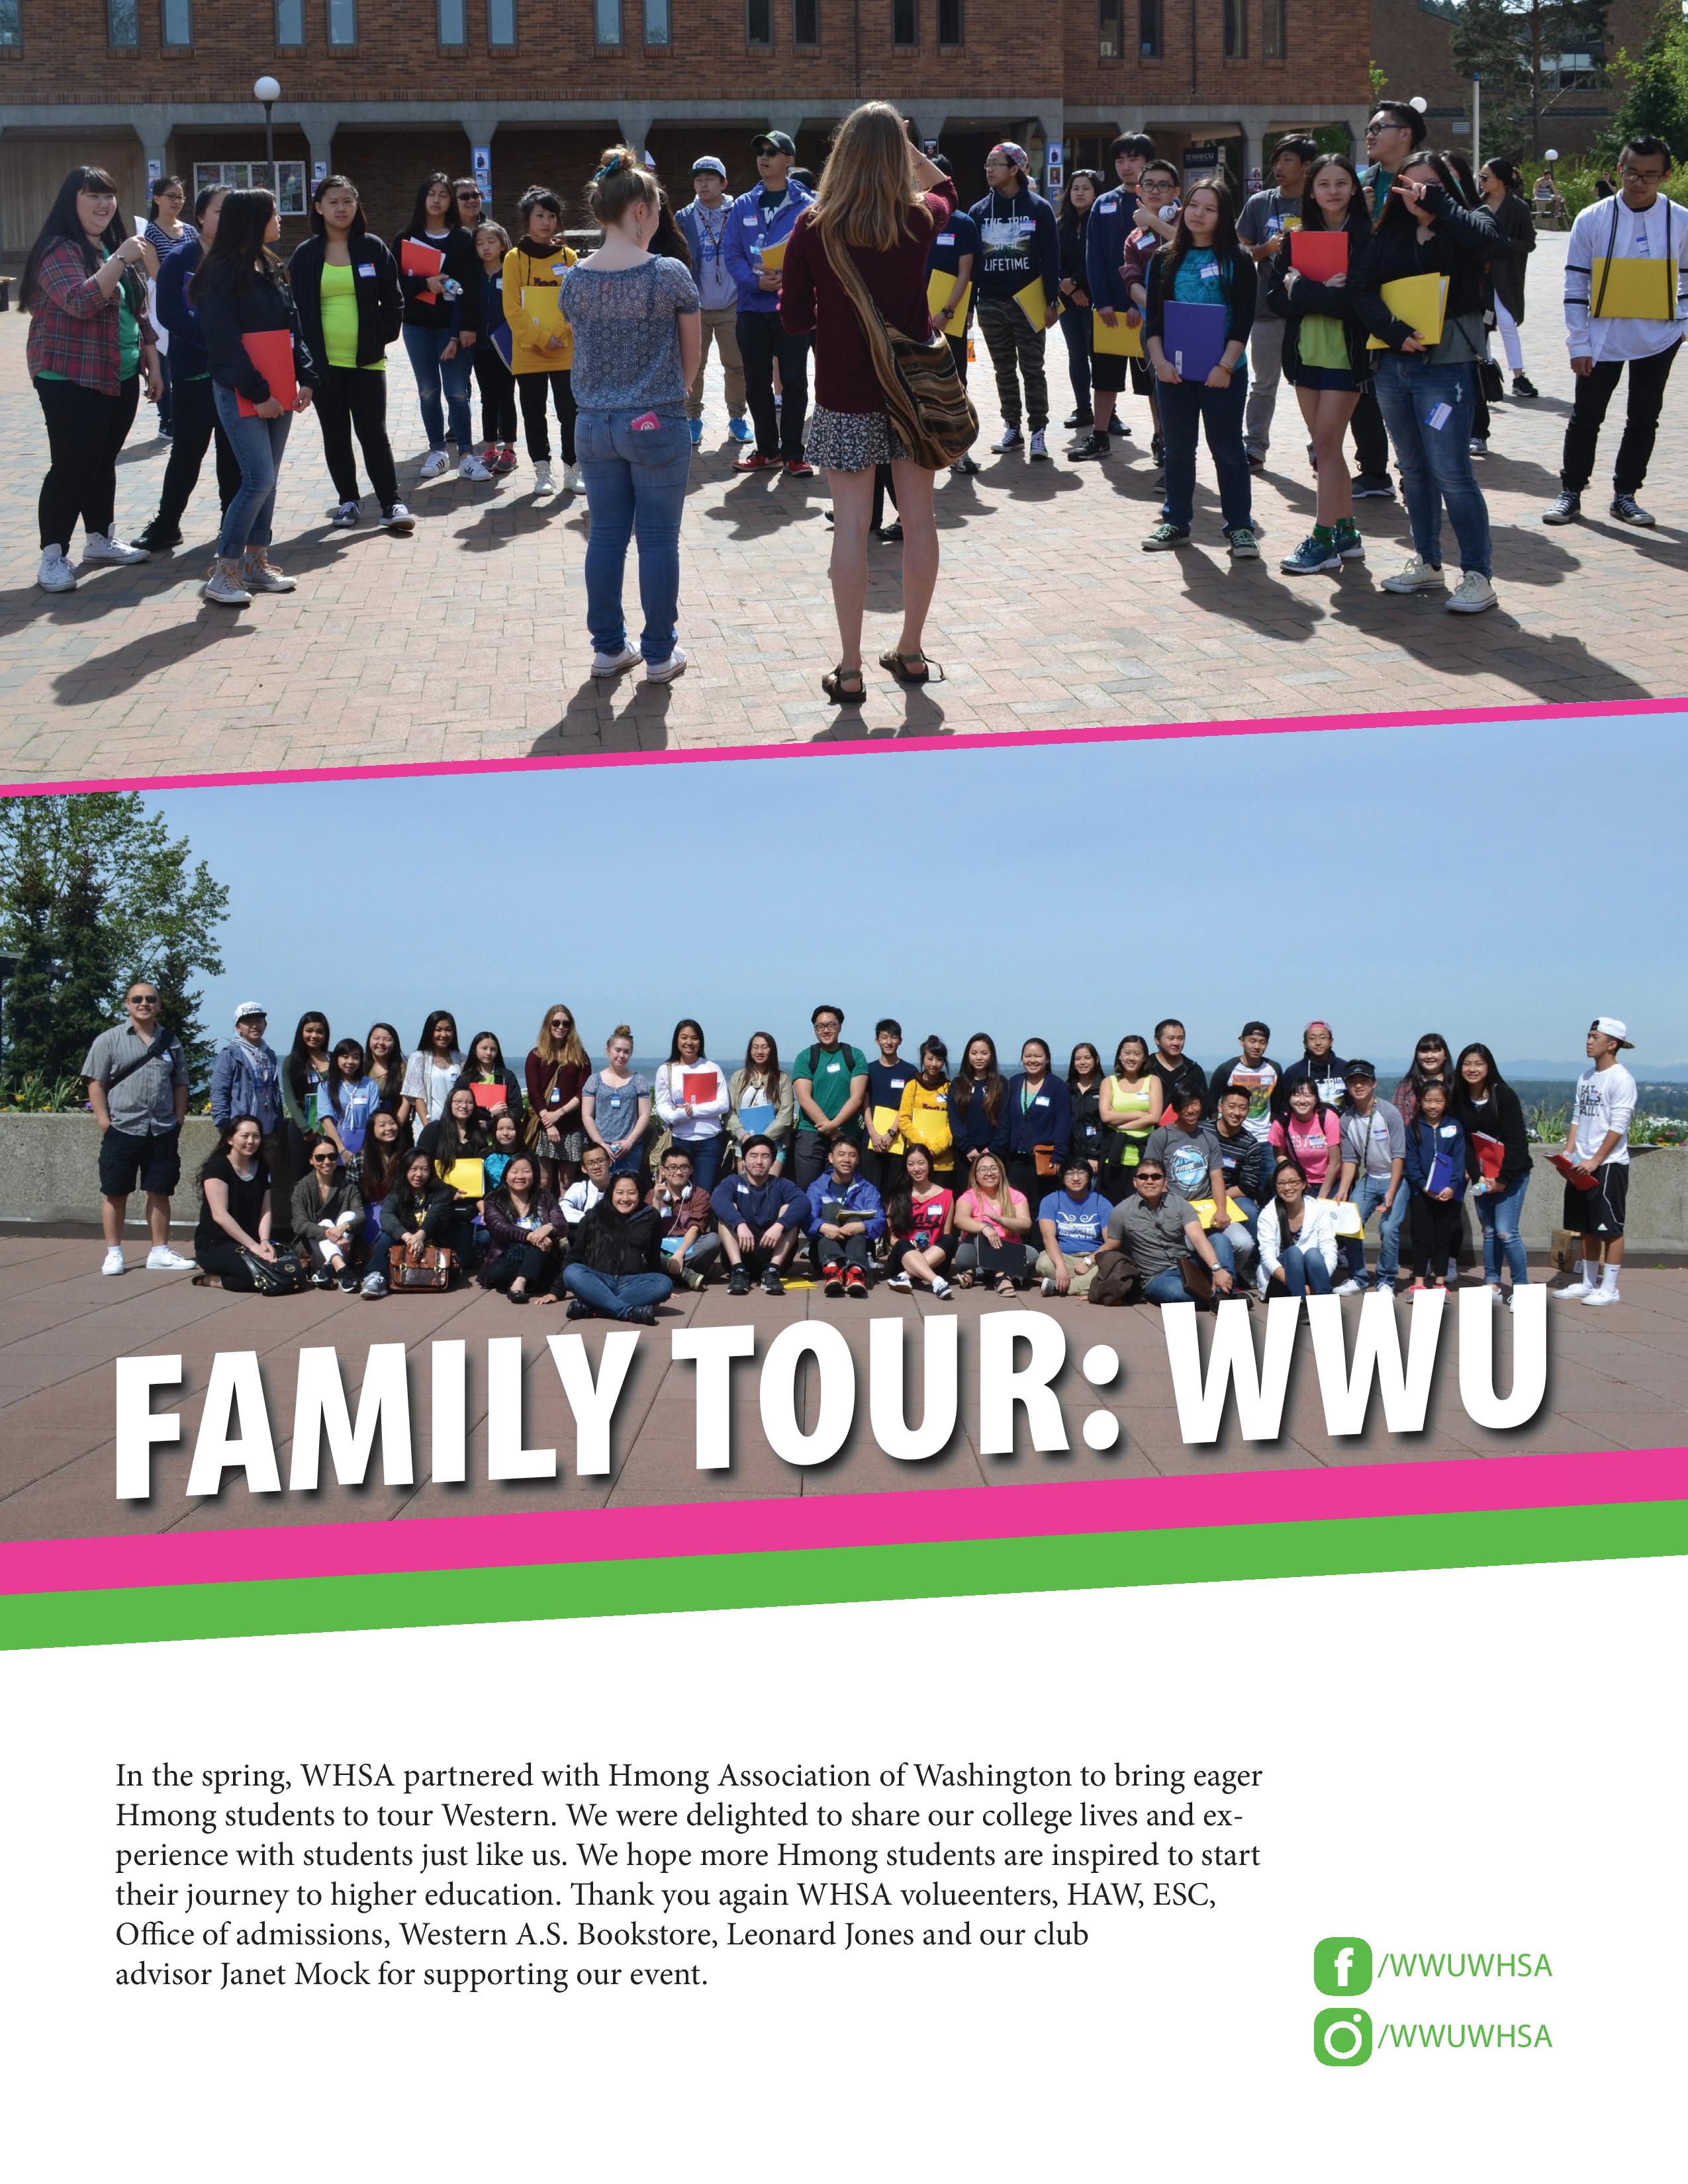 THE TRIP
LIFETIME
wecu
FAMILY TOUR: WWU
In the spring, WHSA partnered with Hmong Association of Washington to bring eager
Hmong students to tour Western. We were delighted to share our college lives and ex-
perience with students just like us. We hope more Hmong students are inspired to start
their journey to higher education. Thank you again WHSA volueenters, HAW, ESC,
Office of admissions, Western A.S. Bookstore, Leonard Jones and our club
advisor Janet Mock for supporting our event.
/WWUWHSA
/WWUWHSA